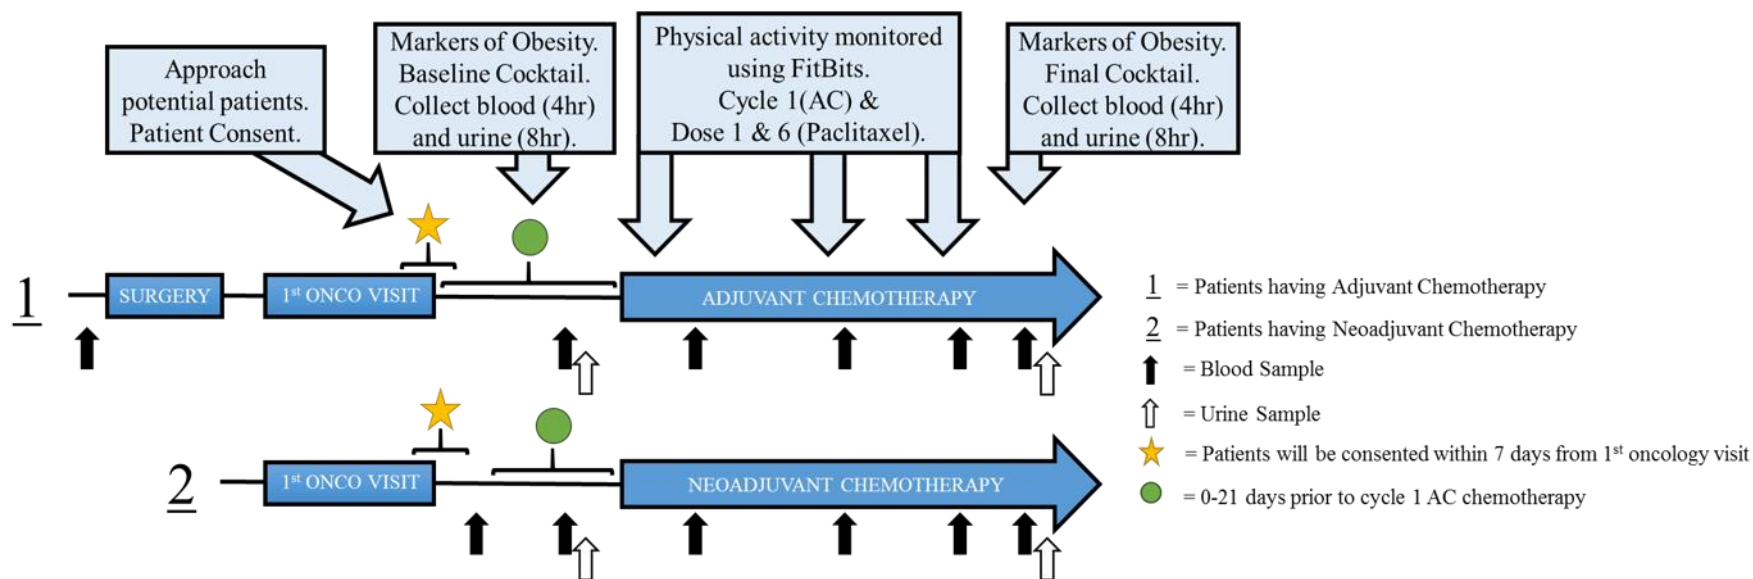 Approach
potential patients.
Patient Consent.
Markers of Obesity.
Baseline Cocktail.
Collect blood (4hr)
and urine (8hr).
Physical activity monitored
using FitBits.
Cycle 1(AC) &
Dose 1 & 6 (Paclitaxel).
Markers of Obesity.
Final Cocktail.
Collect blood (4hr)
and urine (8hr).
1
SURGERY
1st ONCO VISIT
ADJUVANT CHEMOTHERAPY
2
1st ONCO VISIT
NEOADJUVANT CHEMOTHERAPY
1 = Patients having Adjuvant Chemotherapy
2 = Patients having Neoadjuvant Chemotherapy
= Blood Sample
= Urine Sample
= Patients will be consented within 7 days from 1st oncology visit
= 0-21 days prior to cycle 1 AC chemotherapy